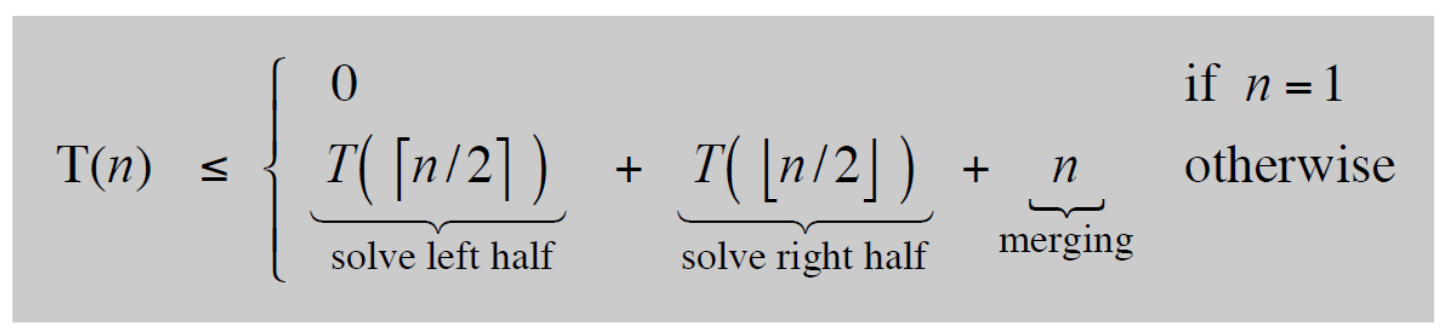 0 if n = 1
T(n) ≤ { T( ⌈n/2⌉ ) + T( ⌊n/2⌋ ) + n otherwise
solve left half solve right half merging